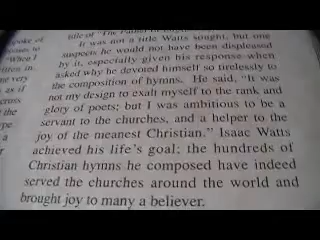 title of "The Father of
It was not a title Watts sought, but one
suspects he would not have been displeased
by it, especially given his response when
asked why he devoted himself so tirelessly to
the composition of hymns. He said, "It was
not my design to exalt myself to the rank and
glory of poets; but I was ambitious to be a
servant to the churches, and a helper to the
joy of the meanest Christian." Isaac Watts
achieved his life's goal; the hundreds of
Christian hymns he composed have indeed
served the churches around the world and
brought joy to many a believer.